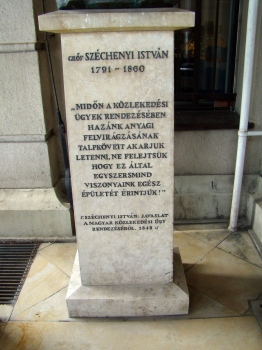 GRÓF SZÉCHENYI ISTVÁN
1791 - 1860
„MIDŐN A KÖZLEKEDÉSI
ÜGYEK RENDEZÉSÉBEN
HAZÁNK ANYAGI
FELVIRÁGZÁSÁNAK
TALPKÖVEIT AKARJUK
LETENNI, NE FELEJTSÜK
HOGY EZ ÁLTAL
EGYSZERSMIND
VISZONYAINK EGÉSZ
ÉPÜLETÉT ÉRINTJÜK!"
/: SZÉCHENYI ISTVÁN: JAVASLAT
A MAGYAR KÖZLEKEDÉSI ÜGY
RENDEZÉSÉRŐL. 1848 :/